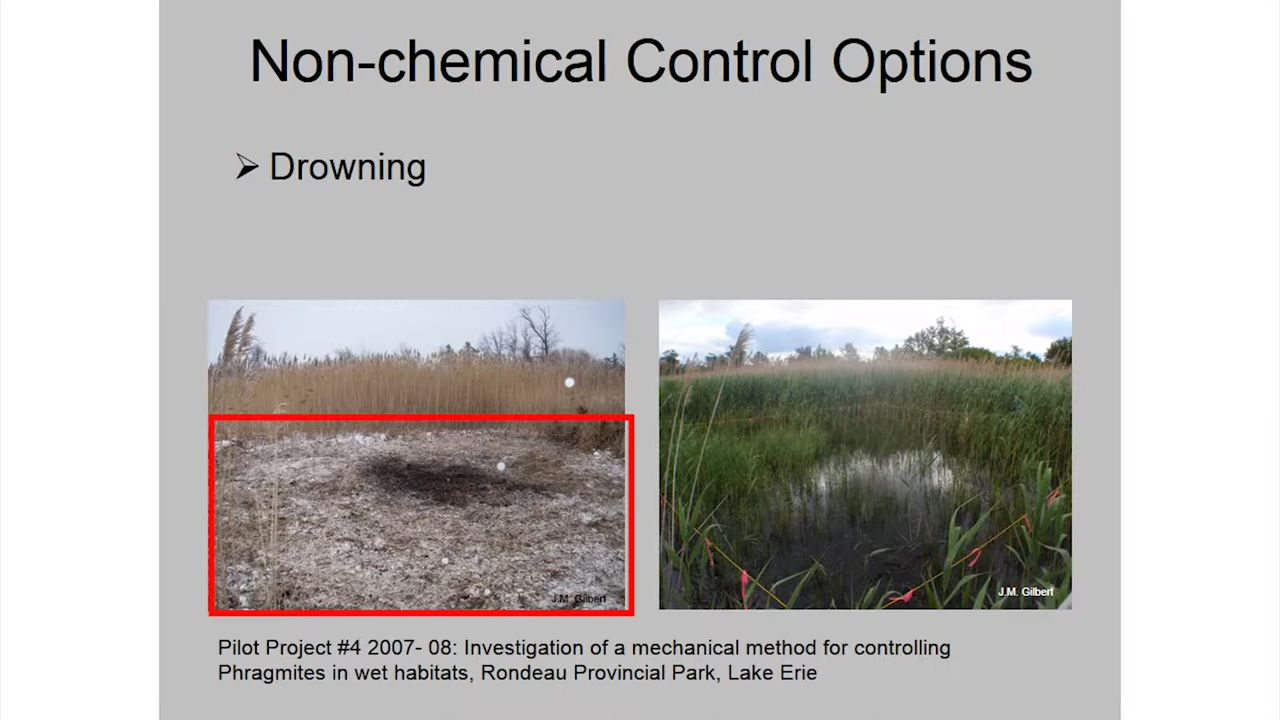 Non-chemical Control Options
➢ Drowning
J.M. Gilbert
J.M. Gilbert
Pilot Project #4 2007- 08: Investigation of a mechanical method for controlling
Phragmites in wet habitats, Rondeau Provincial Park, Lake Erie